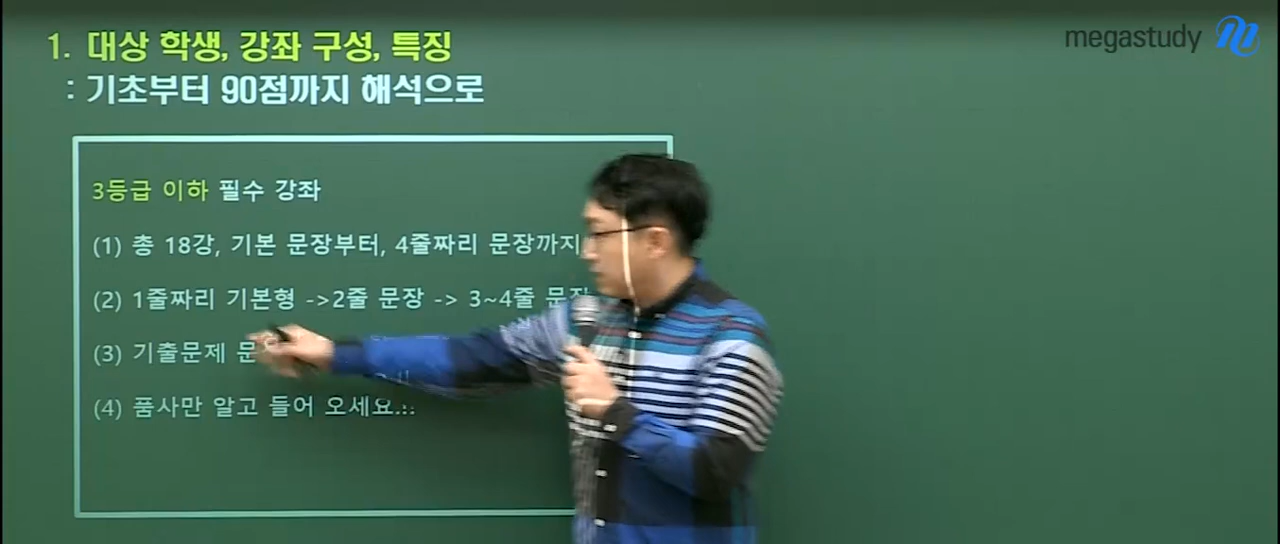 1. 대상 학생, 강좌 구성, 특징
megastudy
: 기초부터 90점까지 해석으로
3등급 이하 필수 강좌
(1) 총 18강, 기본 문장부터, 4줄짜리 문장까지
(2) 1줄짜리 기본형 ->2줄 문장 -> 3~4줄 문장
(3) 기출문제
(4) 품사만 알고 들어 오세요..!!